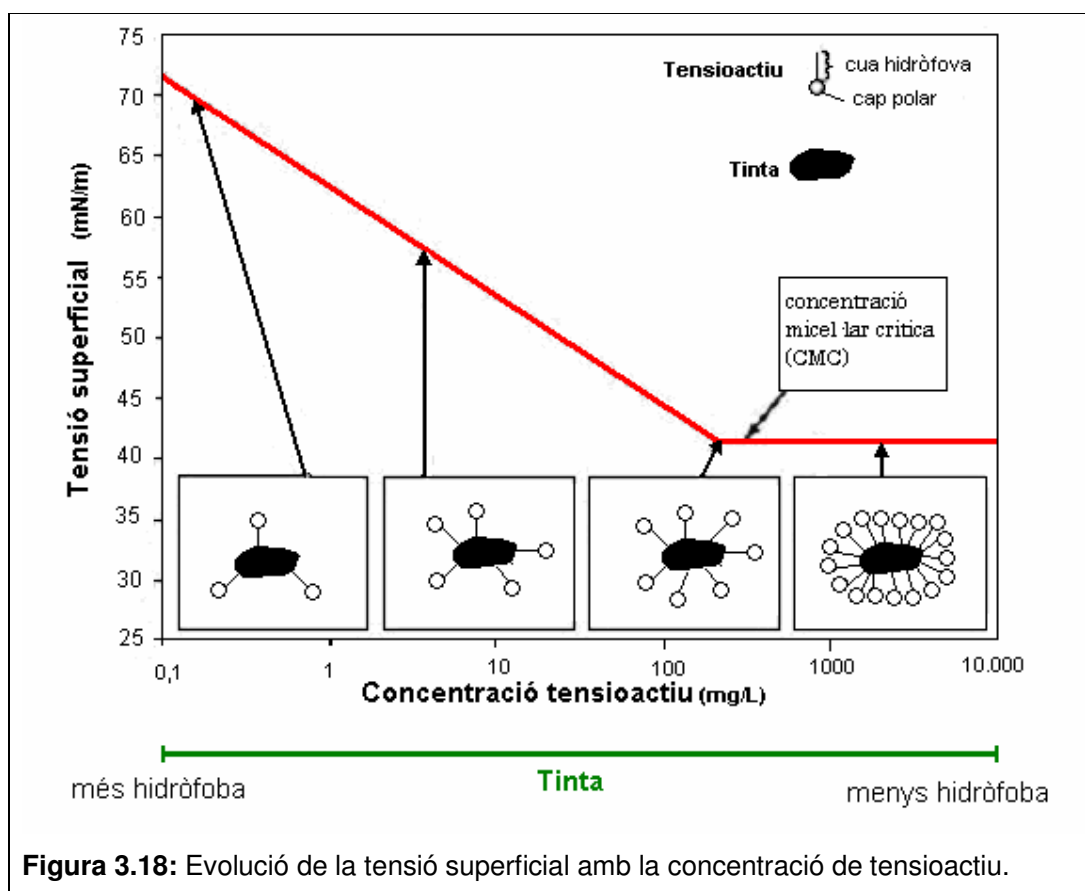 75
70
65
60
55
50
45
40
35
30
25
Tensió superficial (mN/m)
Tensioactiu
cua hidròfova
cap polar
Tinta
concentració
micel·lar critica
(CMC)
0,1
1
10
100
1000
10.000
Concentració tensioactiu (mg/L)
més hidròfoba
Tinta
menys hidròfoba
Figura 3.18: Evolució de la tensió superficial amb la concentració de tensioactiu.